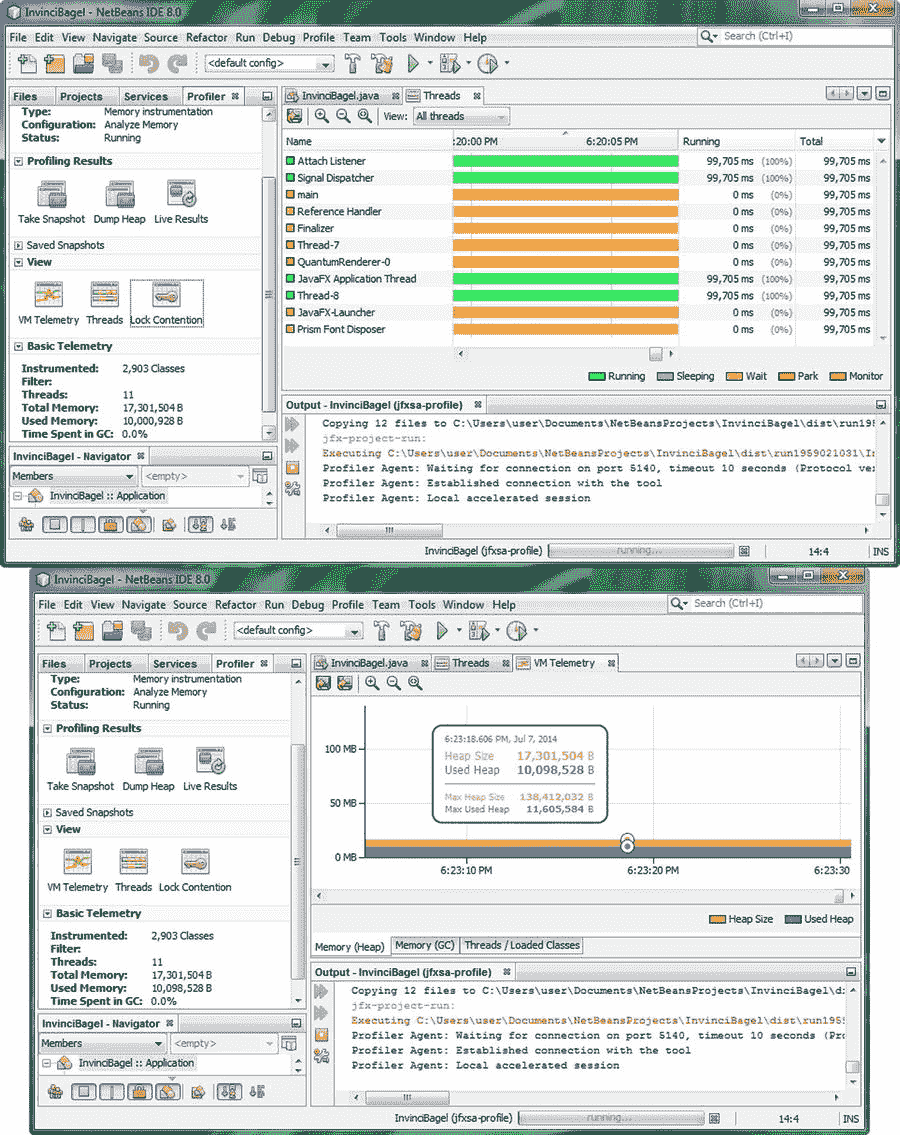 InvinciBagel - NetBeans IDE 8.0
File Edit View Navigate Source Refactor Run Debug Profile Team Tools Window Help
Search (Ctrl+I)
<default config>
Files Projects Services Profiler
Type: Memory instrumentation
Configuration: Analyze Memory
Status: Running
Profiling Results
Take Snapshot Dump Heap Live Results
Saved Snapshots
View
VM Telemetry Threads Lock Contention
Basic Telemetry
Instrumented: 2,903 Classes
Filter:
Threads: 11
Total Memory: 17,301,504 B
Used Memory: 10,000,928 B
Time Spent in GC: 0.0%
InvinciBagel - Navigator
Members <empty>
InvinciBagel :: Application
InvinciBagel.java Threads
View: All threads
Name :20:00 PM 6:20:05 PM Running Total
Attach Listener 99,705 ms (100%) 99,705 ms
Signal Dispatcher 99,705 ms (100%) 99,705 ms
main 0 ms (0%) 99,705 ms
Reference Handler 0 ms (0%) 99,705 ms
Finalizer 0 ms (0%) 99,705 ms
Thread-7 0 ms (0%) 99,705 ms
QuantumRenderer-0 0 ms (0%) 99,705 ms
JavaFX Application Thread 99,705 ms (100%) 99,705 ms
Thread-8 99,705 ms (100%) 99,705 ms
JavaFX-Launcher 0 ms (0%) 99,705 ms
Prism Font Disposer 0 ms (0%) 99,705 ms
Running Sleeping Wait Park Monitor
Output - InvinciBagel (jfxsa-profile)
Copying 12 files to C:\Users\user\Documents\NetBeansProjects\InvinciBagel\dist\run195
jfx-project-run:
Executing C:\Users\user\Documents\NetBeansProjects\InvinciBagel\dist\run1959021031\I
Profiler Agent: Waiting for connection on port 5140, timeout 10 seconds (Protocol ve
Profiler Agent: Established connection with the tool
Profiler Agent: Local accelerated session
InvinciBagel (jfxsa-profile) running... 14:4 INS
InvinciBagel - NetBeans IDE 8.0
File Edit View Navigate Source Refactor Run Debug Profile Team Tools Window Help
Search (Ctrl+I)
<default config>
Files Projects Services Profiler
Type: Memory instrumentation
Configuration: Analyze Memory
Status: Running
Profiling Results
Take Snapshot Dump Heap Live Results
Saved Snapshots
View
VM Telemetry Threads Lock Contention
Basic Telemetry
Instrumented: 2,903 Classes
Filter:
Threads: 11
Total Memory: 17,301,504 B
Used Memory: 10,098,528 B
Time Spent in GC: 0.0%
InvinciBagel - Navigator
Members <empty>
InvinciBagel :: Application
InvinciBagel.java Threads VM Telemetry
100 MB
50 MB
0 MB
6:23:18.606 PM, Jul 7, 2014
Heap Size 17,301,504 B
Used Heap 10,098,528 B
Max Heap Size 138,412,032 B
Max Used Heap 11,605,584 B
6:23:10 PM 6:23:20 PM 6:23:30
Heap Size Used Heap
Memory (Heap) Memory (GC) Threads / Loaded Classes
Output - InvinciBagel (jfxsa-profile)
Copying 12 files to C:\Users\user\Documents\NetBeansProjects\InvinciBagel\d
jfx-project-run:
Executing C:\Users\user\Documents\NetBeansProjects\InvinciBagel\dist\run195
Profiler Agent: Waiting for connection on port 5140, timeout 10 seconds (Pro
Profiler Agent: Established connection with the tool
Profiler Agent: Local accelerated session
InvinciBagel (jfxsa-profile) running... 14:4 INS